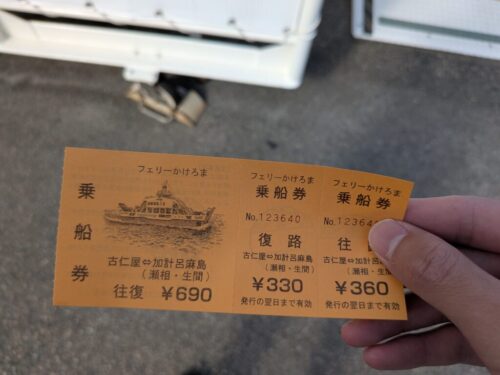 乗船券
フェリーかけろま
古仁屋⇔加計呂麻島
(瀬相・生間)
往復 ¥690
フェリーかけろま
乗船券
No.123640
復路
古仁屋⇔加計呂麻島
(瀬相・生間)
¥330
発行の翌日まで有効
フェリーかけろま
乗船券
No.12364
往
古仁屋⇔加計
(瀬相・生
¥360
発行の翌日まで有効